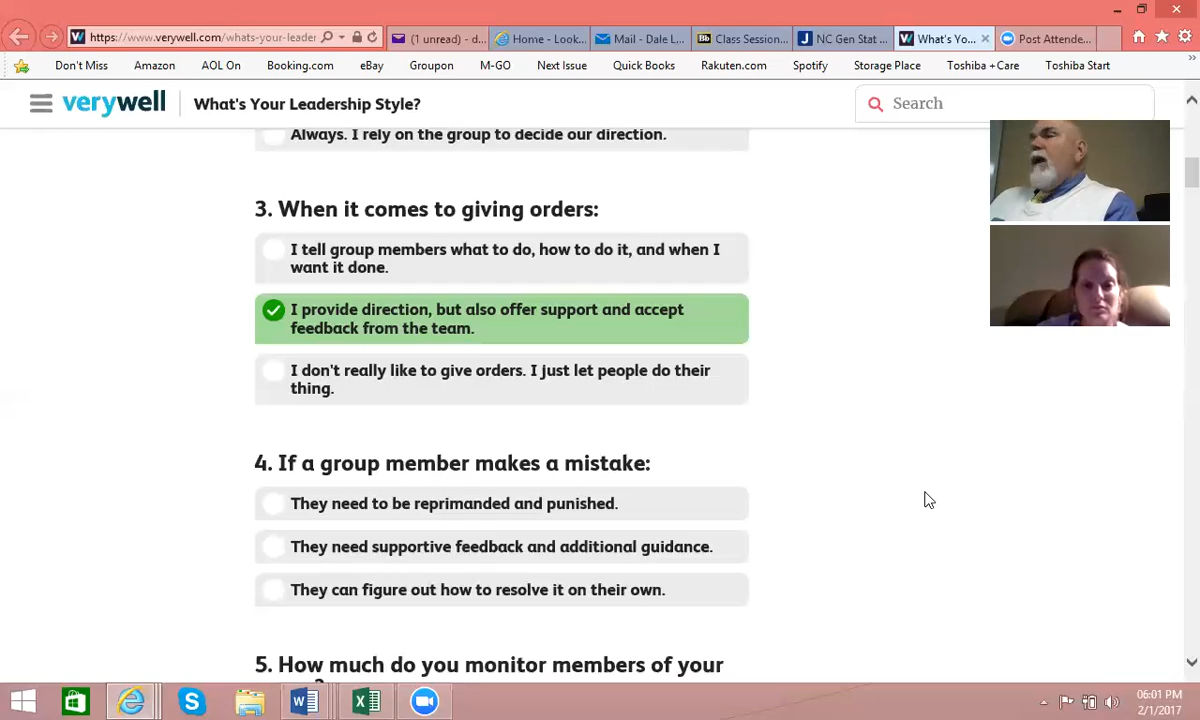 https://www.verywell.com/whats-your-leader
(1 unread) - d...
Home - Look...
Mail - Dale L...
Bb
Class Session...
J
NC Gen Stat ...
W
What's Yo...
Post Attende...
Don't Miss
Amazon
AOL On
Booking.com
eBay
Groupon
M-GO
Next Issue
Quick Books
Rakuten.com
Spotify
Storage Place
Toshiba +Care
Toshiba Start
verywell
What's Your Leadership Style?
Search
Always. I rely on the group to decide our direction.
3. When it comes to giving orders:
I tell group members what to do, how to do it, and when I
want it done.
I provide direction, but also offer support and accept
feedback from the team.
I don't really like to give orders. I just let people do their
thing.
4. If a group member makes a mistake:
They need to be reprimanded and punished.
They need supportive feedback and additional guidance.
They can figure out how to resolve it on their own.
5. How much do you monitor members of your
06:01 PM
2/1/2017